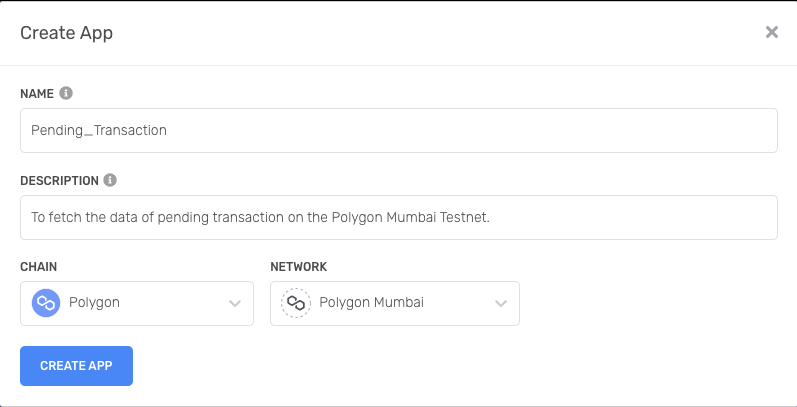 Create App
NAME
Pending_Transaction
DESCRIPTION
To fetch the data of pending transaction on the Polygon Mumbai Testnet.
CHAIN
NETWORK
Polygon
Polygon Mumbai
CREATE APP